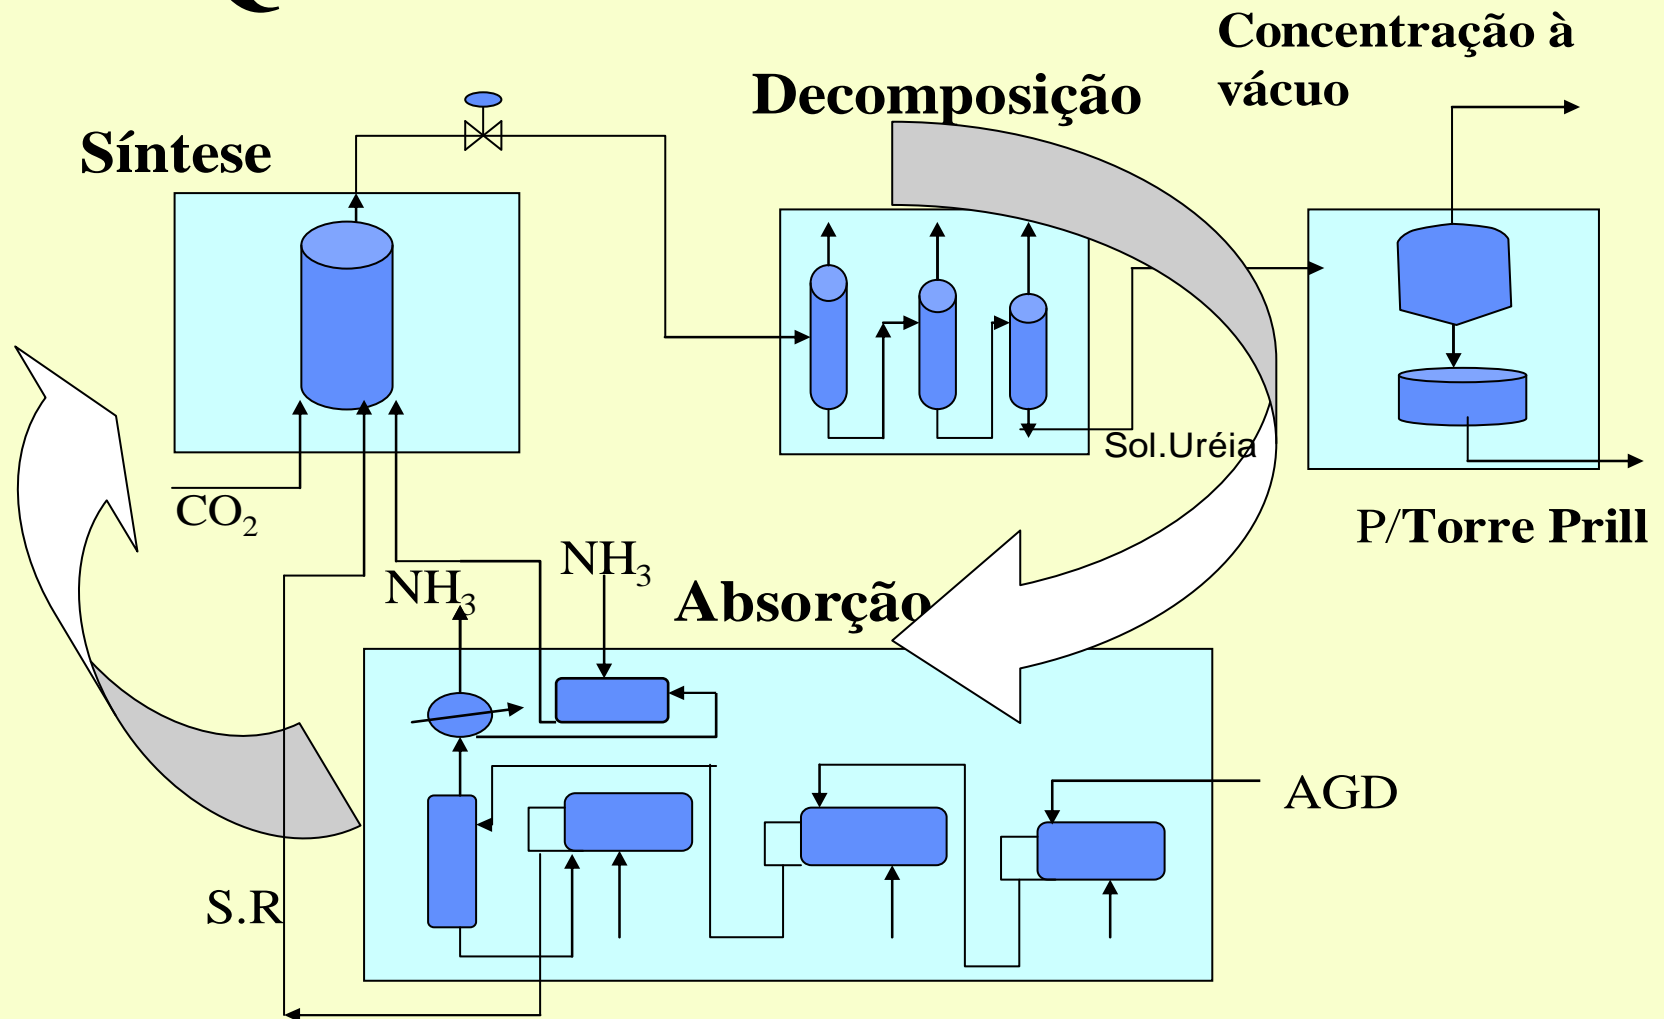 Concentração à
vácuo
Decomposição
Síntese
Sol.Uréia
CO₂
P/Torre Prill
NH₃
NH₃
Absorção
AGD
S.R